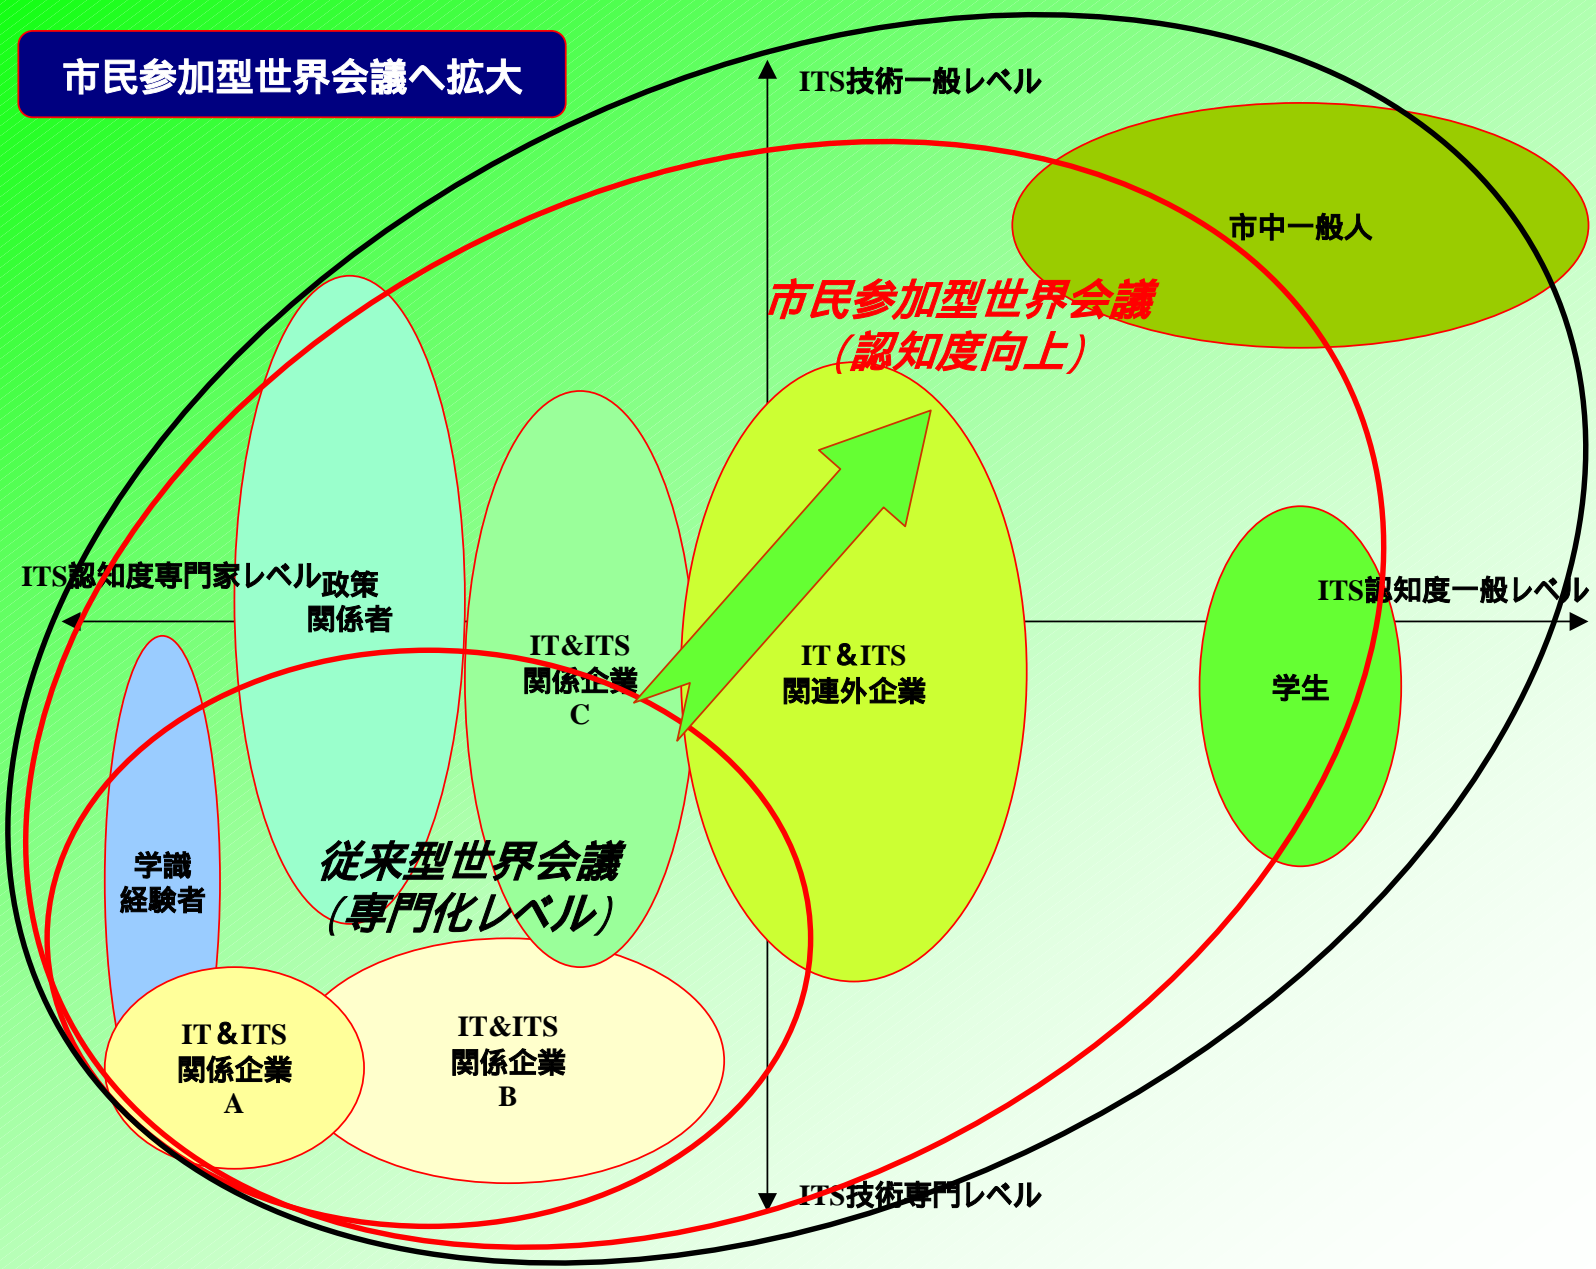 市民参加型世界会議へ拡大
ITS技術一般レベル
市中一般人
市民参加型世界会議
（認知度向上）
ITS認知度専門家レベル
政策
関係者
ITS認知度一般レベル
IT&ITS
関係企業
C
IT＆ITS
関連外企業
学生
学識
経験者
従来型世界会議
（専門化レベル）
IT＆ITS
関係企業
A
IT&ITS
関係企業
B
ITS技術専門レベル